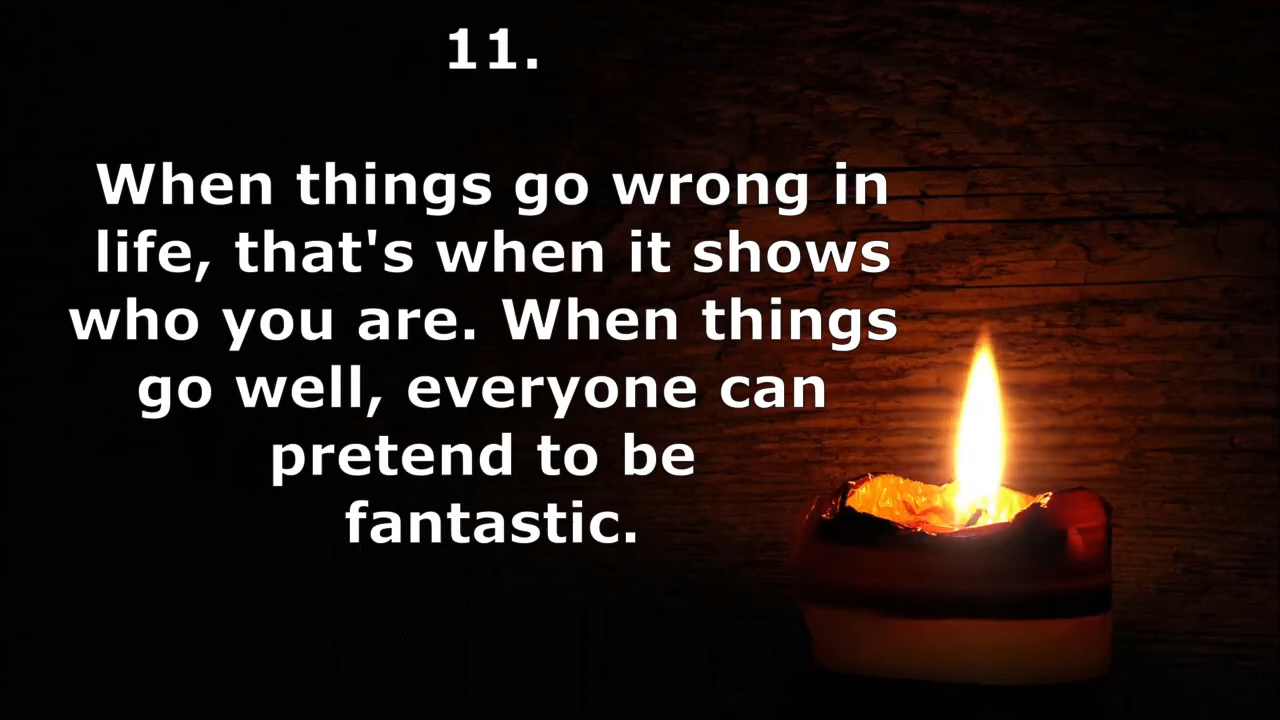 11.
When things go wrong in
life, that's when it shows
who you are. When things
go well, everyone can
pretend to be
fantastic.